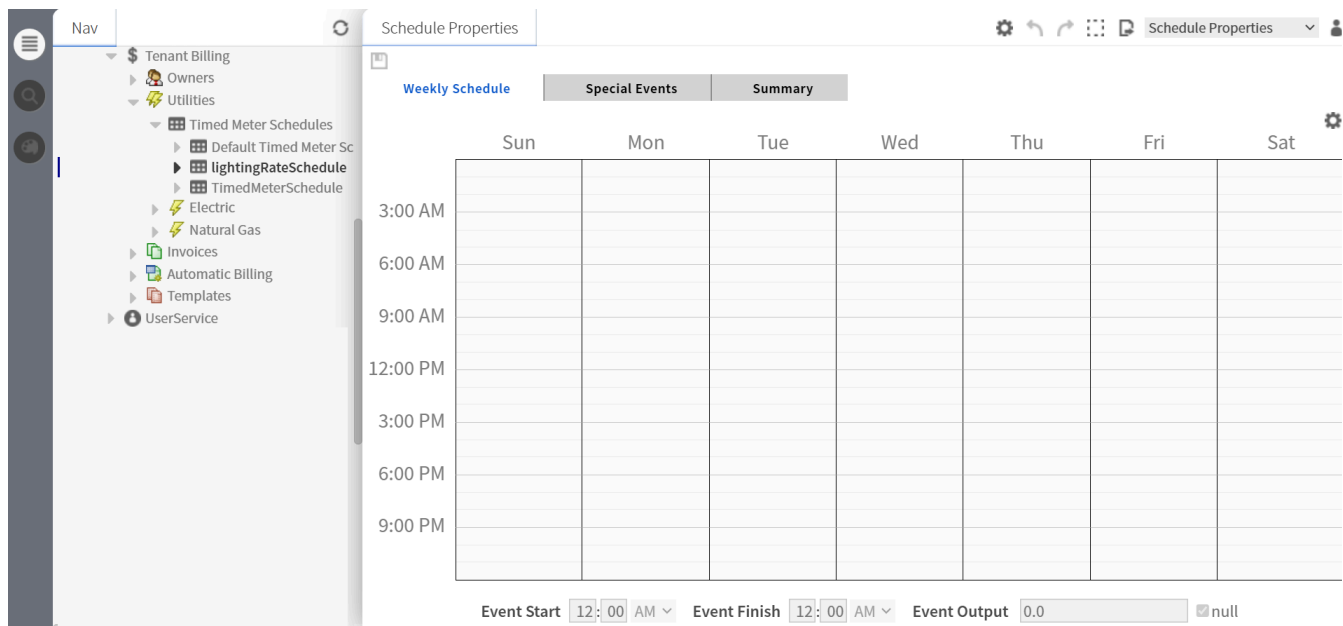 Nav
Schedule Properties
Schedule Properties
Tenant Billing
Owners
Utilities
Timed Meter Schedules
Default Timed Meter Sc
lightingRateSchedule
TimedMeterSchedule
Electric
Natural Gas
Invoices
Automatic Billing
Templates
UserService
Weekly Schedule Special Events Summary
Sun Mon Tue Wed Thu Fri Sat
3:00 AM
6:00 AM
9:00 AM
12:00 PM
3:00 PM
6:00 PM
9:00 PM
Event Start 12: 00 AM Event Finish 12: 00 AM Event Output 0.0 null